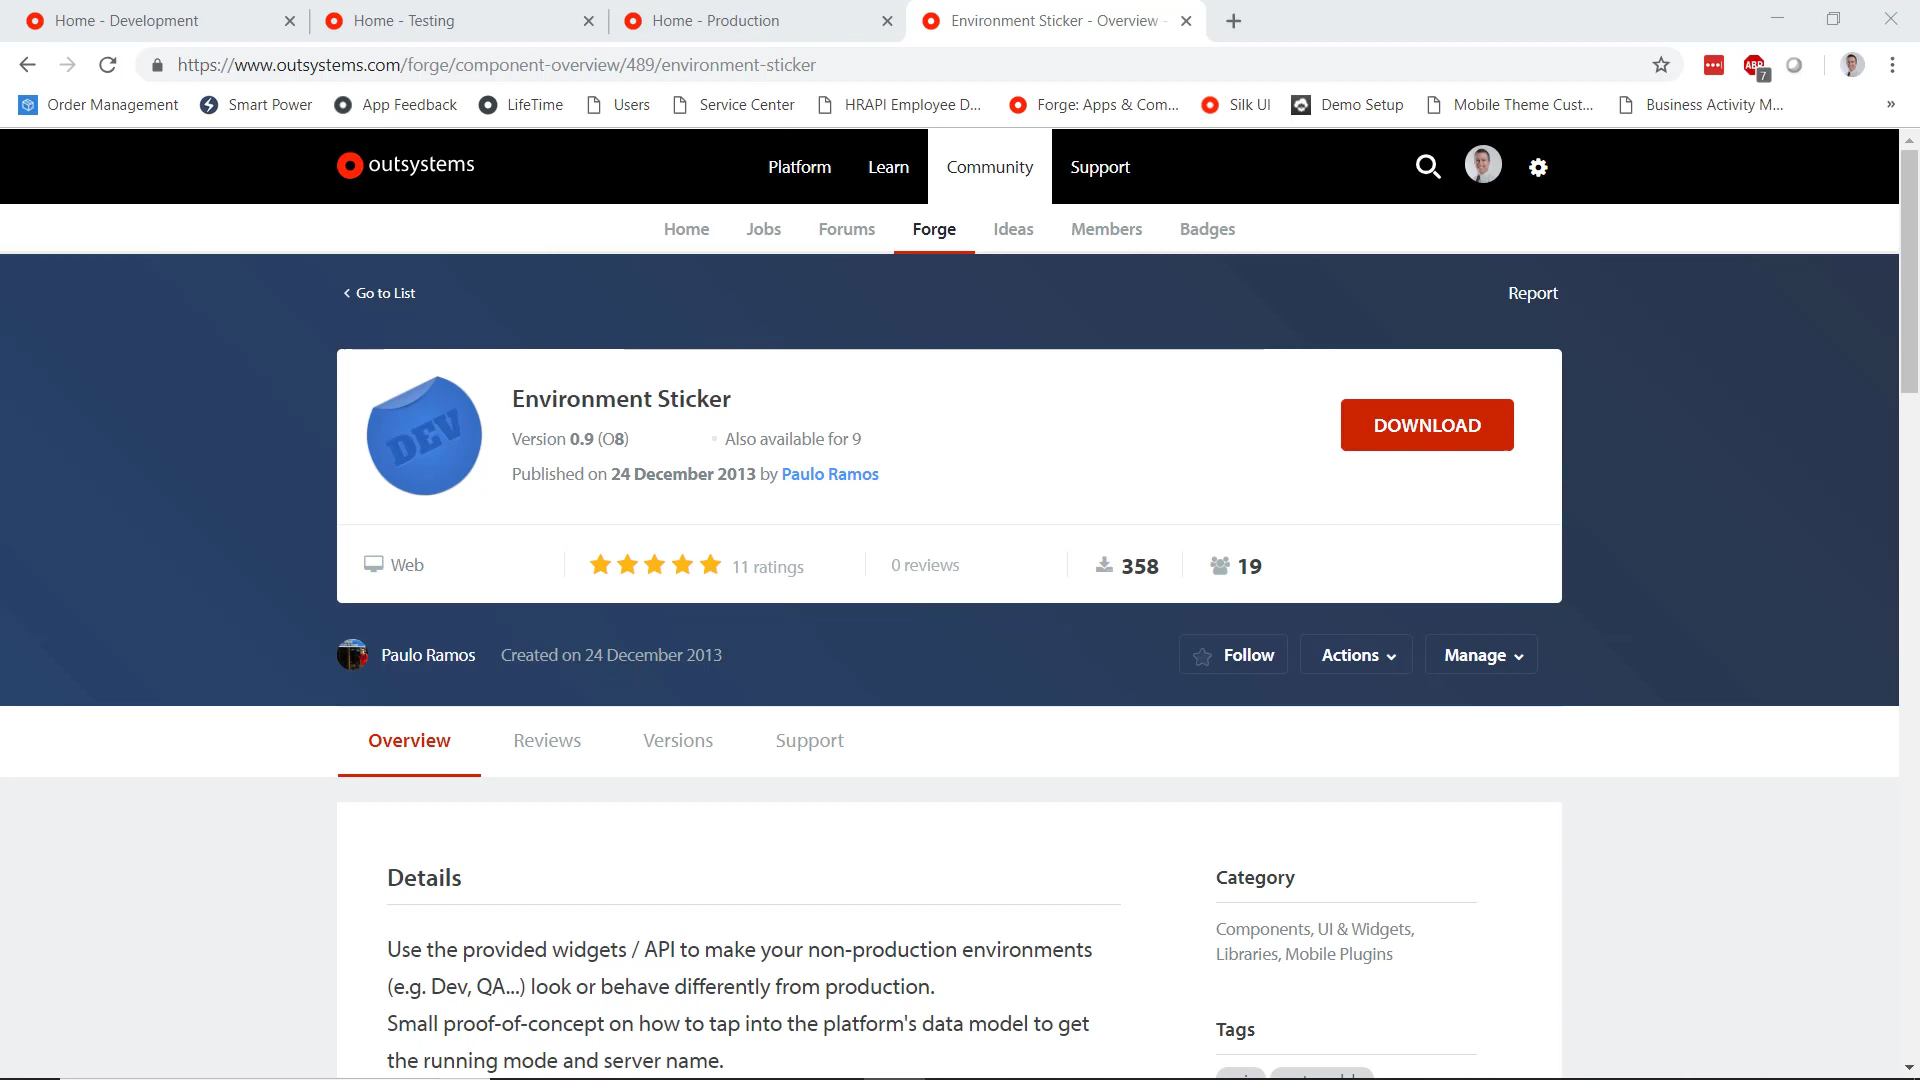 Home - Development
Home - Testing
Home - Production
Environment Sticker - Overview -
https://www.outsystems.com/forge/component-overview/489/environment-sticker
ABP
7
Order Management
Smart Power
App Feedback
LifeTime
Users
Service Center
HRAPI Employee D...
Forge: Apps & Com...
Silk UI
Demo Setup
Mobile Theme Cust...
Business Activity M...
»
outsystems
Platform
Learn
Community
Support
Home
Jobs
Forums
Forge
Ideas
Members
Badges
Go to List
Report
DEV
Environment Sticker
Version 0.9 (O8)
Also available for 9
Published on 24 December 2013 by Paulo Ramos
DOWNLOAD
Web
11 ratings
0 reviews
358
19
Paulo Ramos
Created on 24 December 2013
Follow
Actions
Manage
Overview
Reviews
Versions
Support
Details
Use the provided widgets / API to make your non-production environments
(e.g. Dev, QA...) look or behave differently from production.
Small proof-of-concept on how to tap into the platform's data model to get
the running mode and server name.
Category
Components, UI & Widgets,
Libraries, Mobile Plugins
Tags